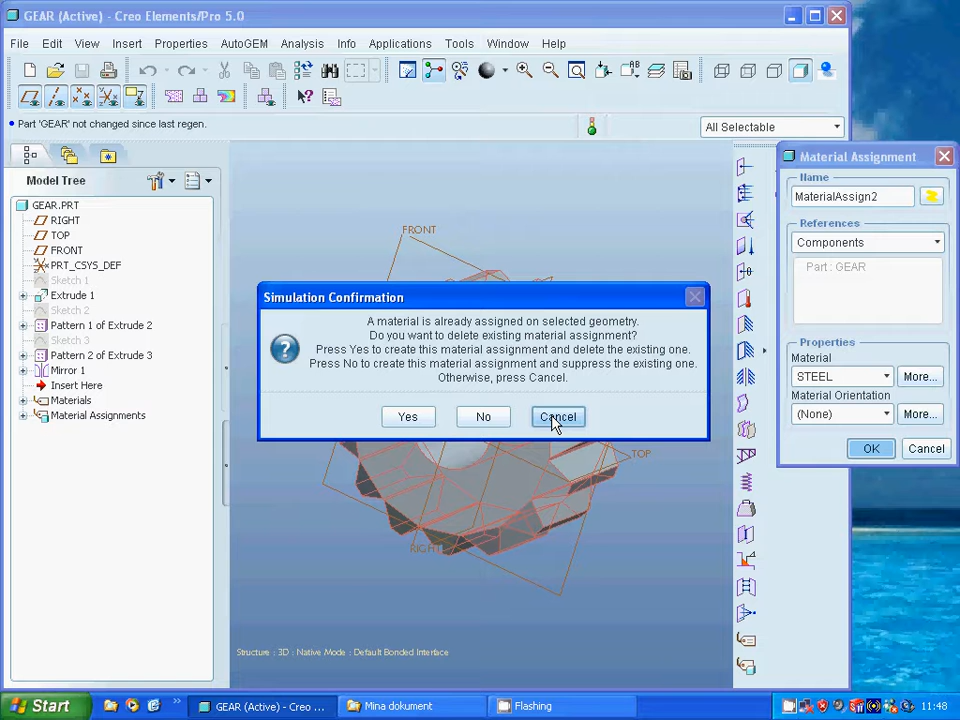 GEAR (Active) - Creo Elements/Pro 5.0
File Edit View Insert Properties AutoGEM Analysis Info Applications Tools Window Help
Part 'GEAR' not changed since last regen.
All Selectable
Model Tree
GEAR.PRT
RIGHT
TOP
FRONT
PRT_CSYS_DEF
Sketch 1
Extrude 1
Sketch 2
Pattern 1 of Extrude 2
Sketch 3
Pattern 2 of Extrude 3
Mirror 1
Insert Here
Materials
Material Assignments
FRONT
TOP
RIGHT
Structure : 3D : Native Mode : Default Bonded Interface
Simulation Confirmation
A material is already assigned on selected geometry.
Do you want to delete existing material assignment?
Press Yes to create this material assignment and delete the existing one.
Press No to create this material assignment and suppress the existing one.
Otherwise, press Cancel.
Yes No Cancel
Material Assignment
Name
MaterialAssign2
References
Components
Part : GEAR
Properties
Material
STEEL More...
Material Orientation
(None) More...
OK Cancel
Start
GEAR (Active) - Creo ...
Mina dokument
Flashing
11:48